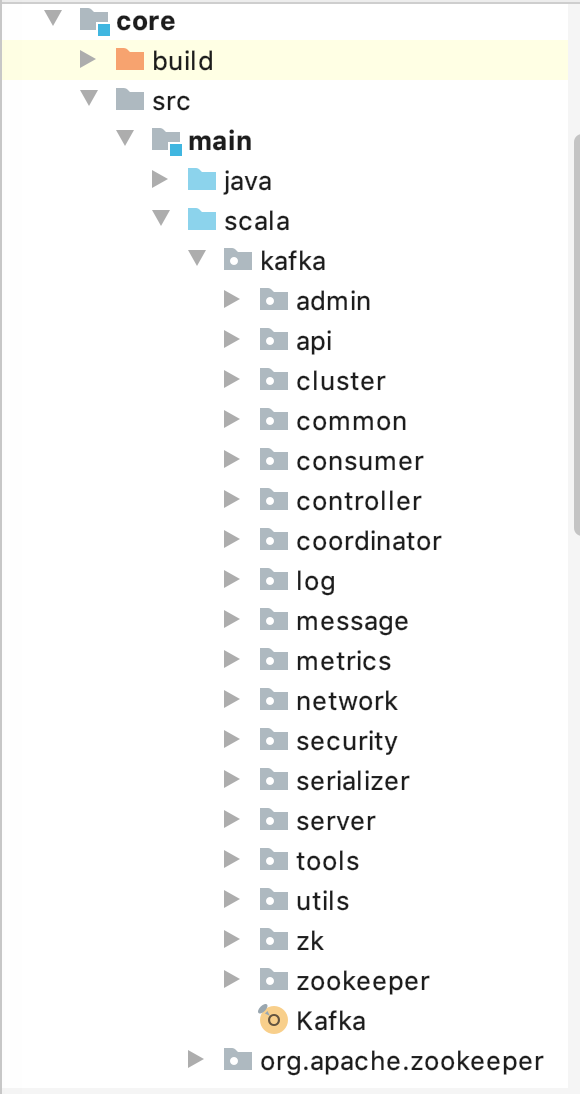 core
build
src
main
java
scala
kafka
admin
api
cluster
common
consumer
controller
coordinator
log
message
metrics
network
security
serializer
server
tools
utils
zk
zookeeper
Kafka
org.apache.zookeeper